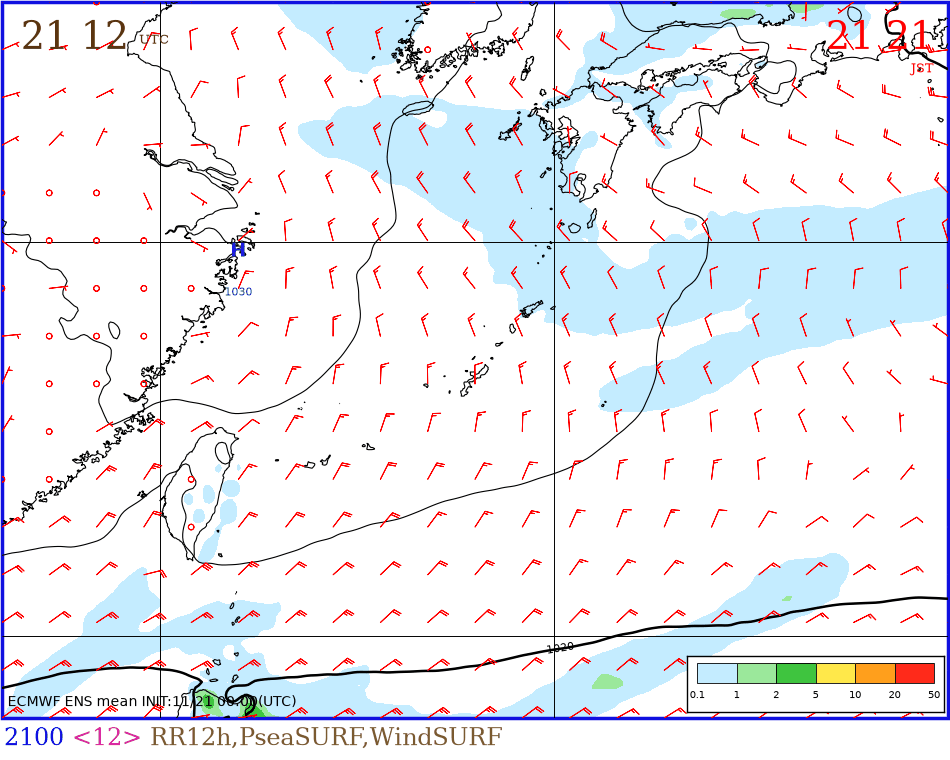 21 12 UTC
21 21
JST
H
1030
1020
ECMWF ENS mean INIT:11/21 00:00(UTC)
0.1 1 2 5 10 20 50
2100 <12> RR12h,PseaSURF,WindSURF